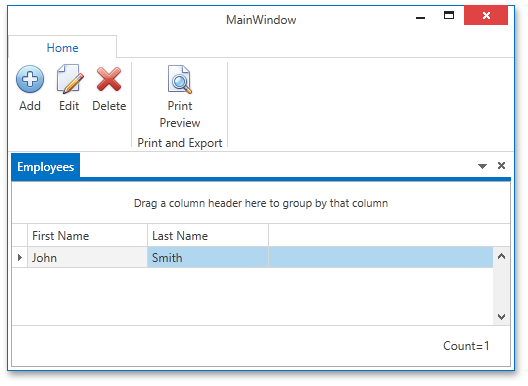 MainWindow
Home
Add
Edit
Delete
Print
Preview
Print and Export
Employees
Drag a column header here to group by that column
First Name Last Name
John Smith
Count=1